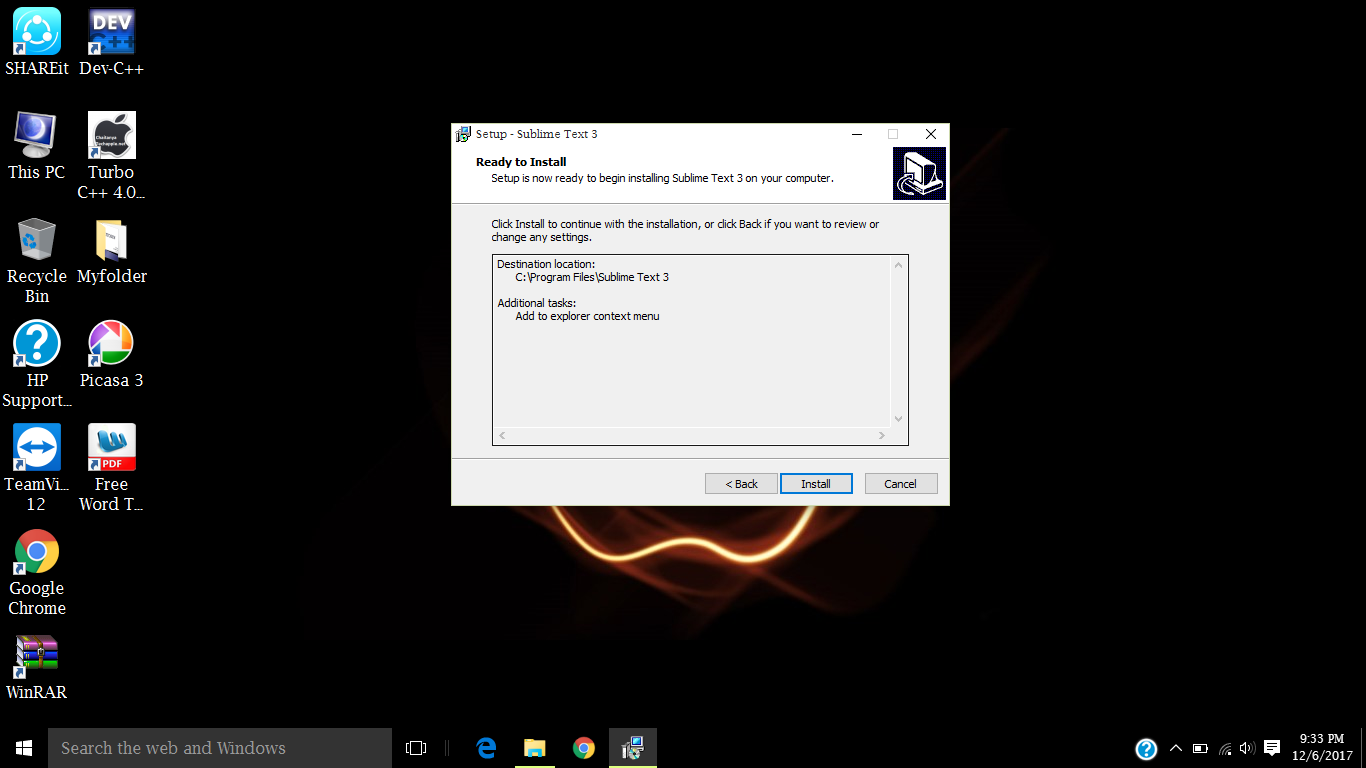 SHAREit
DEV
C++
Dev-C++
This PC
Chaitanya
Techapple.net
Turbo
C++ 4.0...
Recycle
Bin
Myfolder
?
HP
Support...
Picasa 3
TeamVi...
12
W
PDF
Free
Word T...
Google
Chrome
WinRAR
Setup - Sublime Text 3
Ready to Install
Setup is now ready to begin installing Sublime Text 3 on your computer.
Click Install to continue with the installation, or click Back if you want to review or
change any settings.
Destination location:
C:\Program Files\Sublime Text 3
Additional tasks:
Add to explorer context menu
< Back
Install
Cancel
Search the web and Windows
?
9:33 PM
12/6/2017